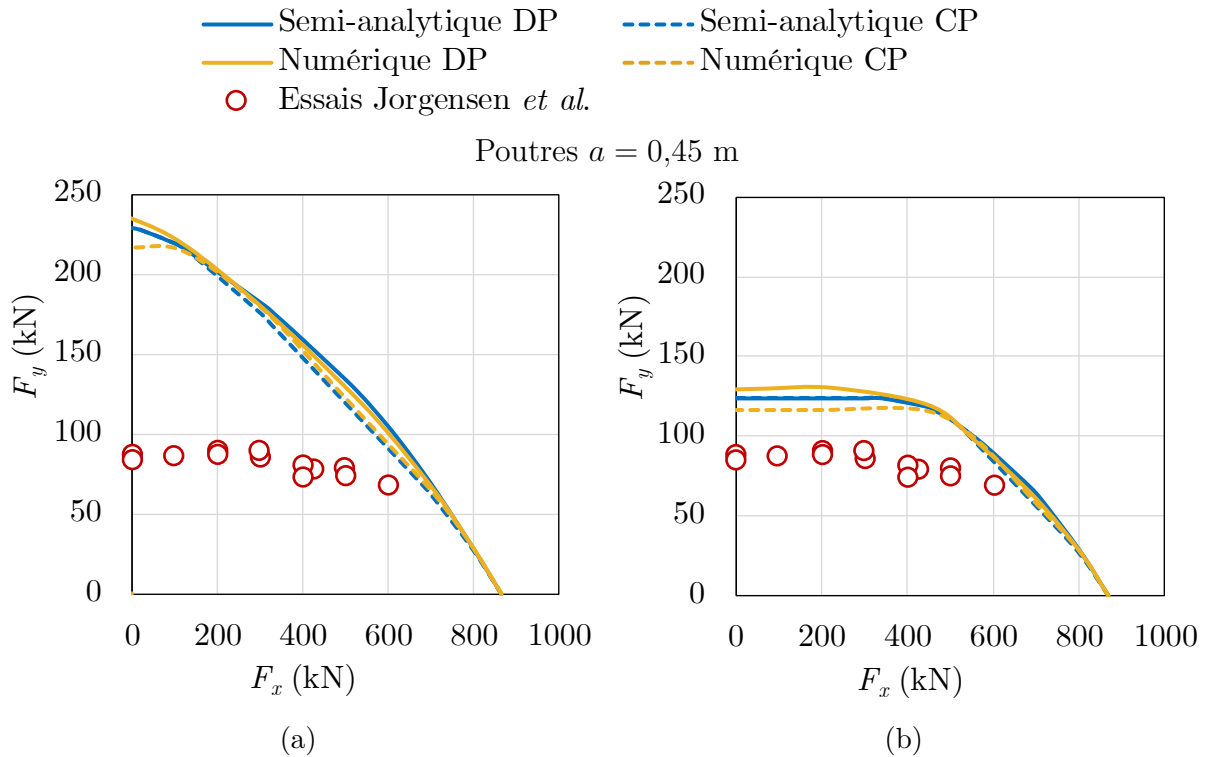 Semi-analytique DP
Semi-analytique CP
Numérique DP
Numérique CP
Essais Jorgensen et al.
Poutres a = 0,45 m
250
200
150
100
50
0
F_y (kN)
0 200 400 600 800 1000
F_x (kN)
(a)
250
200
150
100
50
0
F_y (kN)
0 200 400 600 800 1000
F_x (kN)
(b)